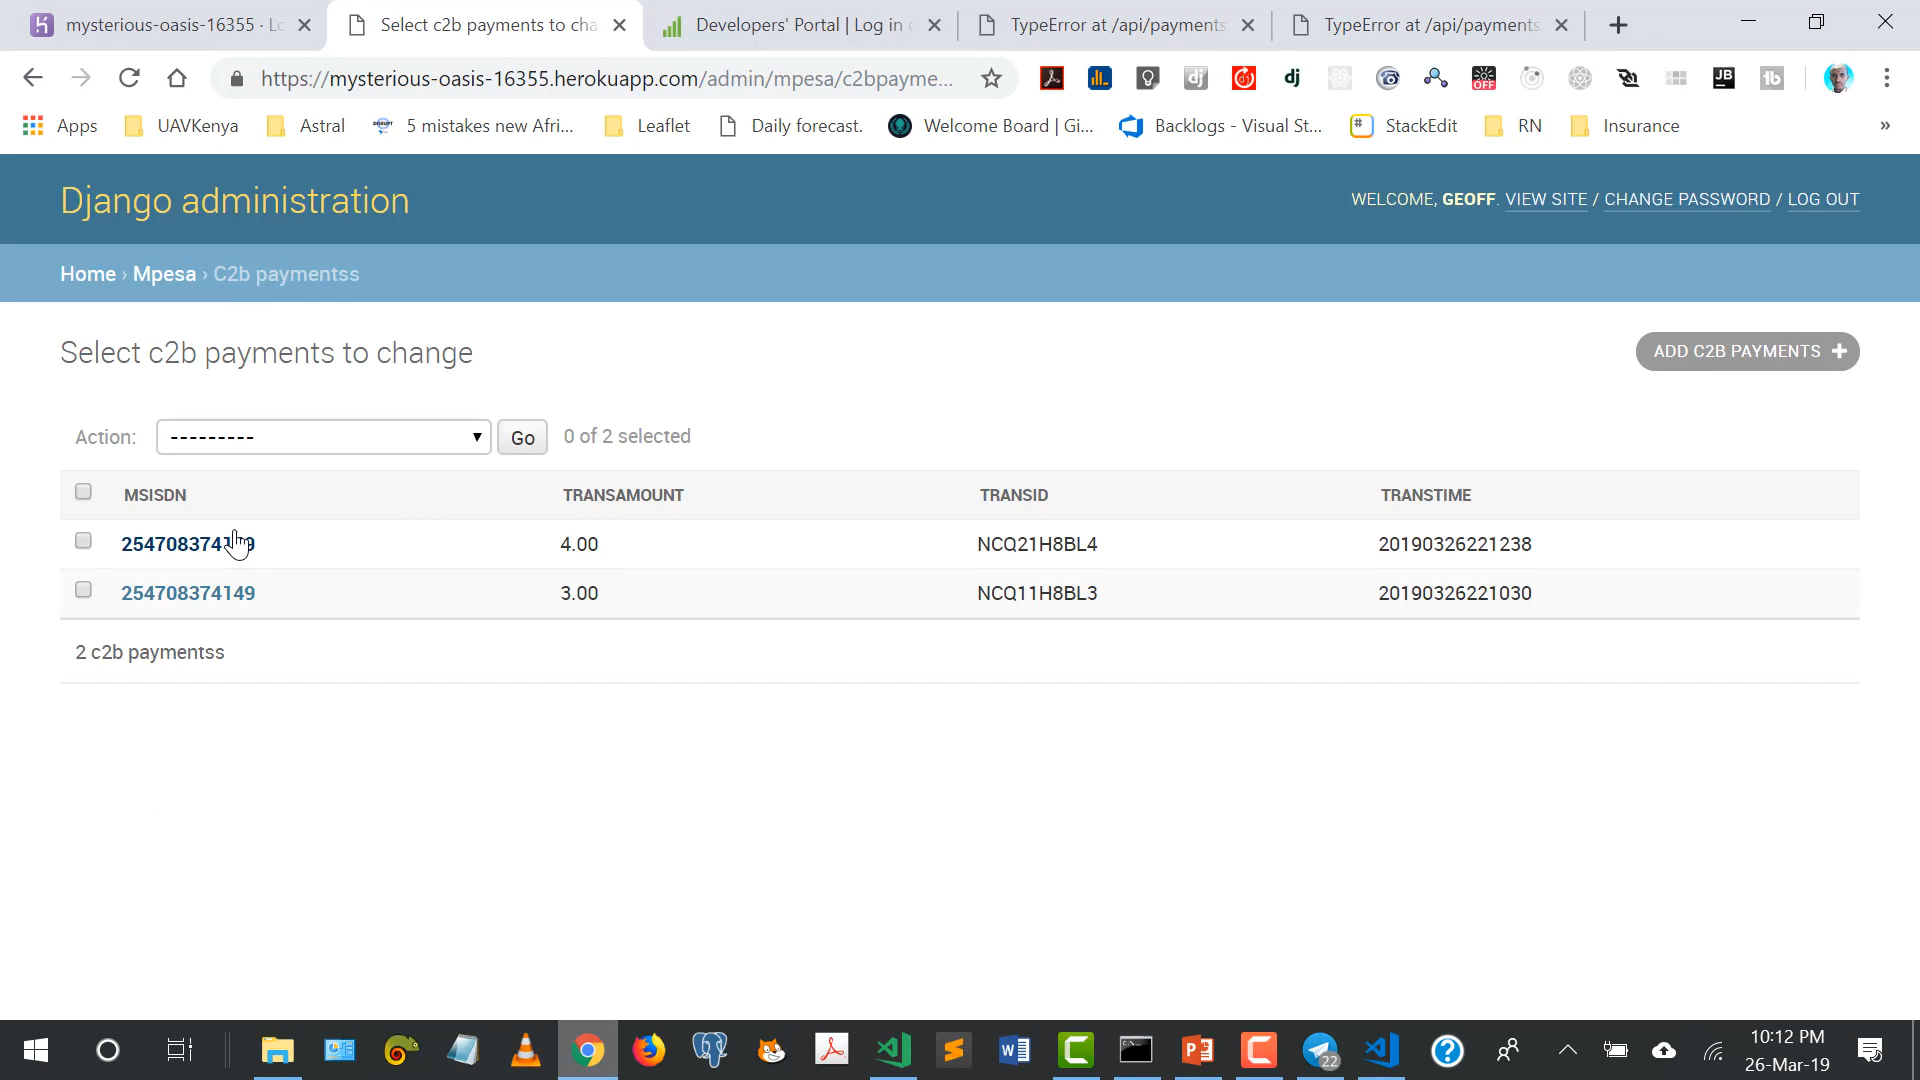 mysterious-oasis-16355 · Lo
Select c2b payments to cha
Developers' Portal | Log in o
TypeError at /api/payments
TypeError at /api/payments
https://mysterious-oasis-16355.herokuapp.com/admin/mpesa/c2bpayme...
OFF
JB
Apps
UAVKenya
Astral
5 mistakes new Afri...
Leaflet
Daily forecast.
Welcome Board | Gi...
Backlogs - Visual St...
StackEdit
RN
Insurance
»
Django administration
WELCOME, GEOFF. VIEW SITE / CHANGE PASSWORD / LOG OUT
Home › Mpesa › C2b paymentss
Select c2b payments to change
ADD C2B PAYMENTS +
Action: --------- Go 0 of 2 selected
MSISDN TRANSAMOUNT TRANSID TRANSTIME
4.00 NCQ21H8BL4 20190326221238
254708374149 3.00 NCQ11H8BL3 20190326221030
2 c2b paymentss
22
10:12 PM
26-Mar-19